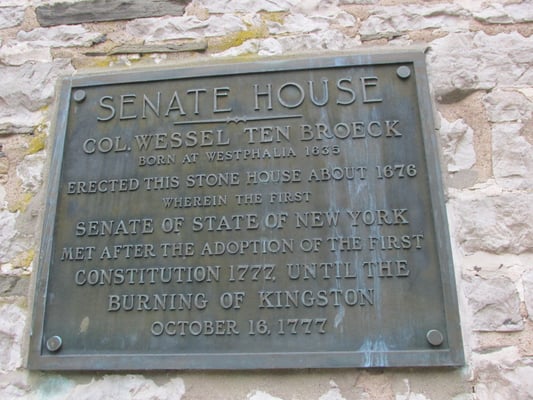 SENATE HOUSE
COL. WESSEL TEN BROECK
BORN AT WESTPHALIA 1635
ERECTED THIS STONE HOUSE ABOUT 1676
WHEREIN THE FIRST
SENATE OF STATE OF NEW YORK
MET AFTER THE ADOPTION OF THE FIRST
CONSTITUTION 1777, UNTIL THE
BURNING OF KINGSTON
OCTOBER 16, 1777